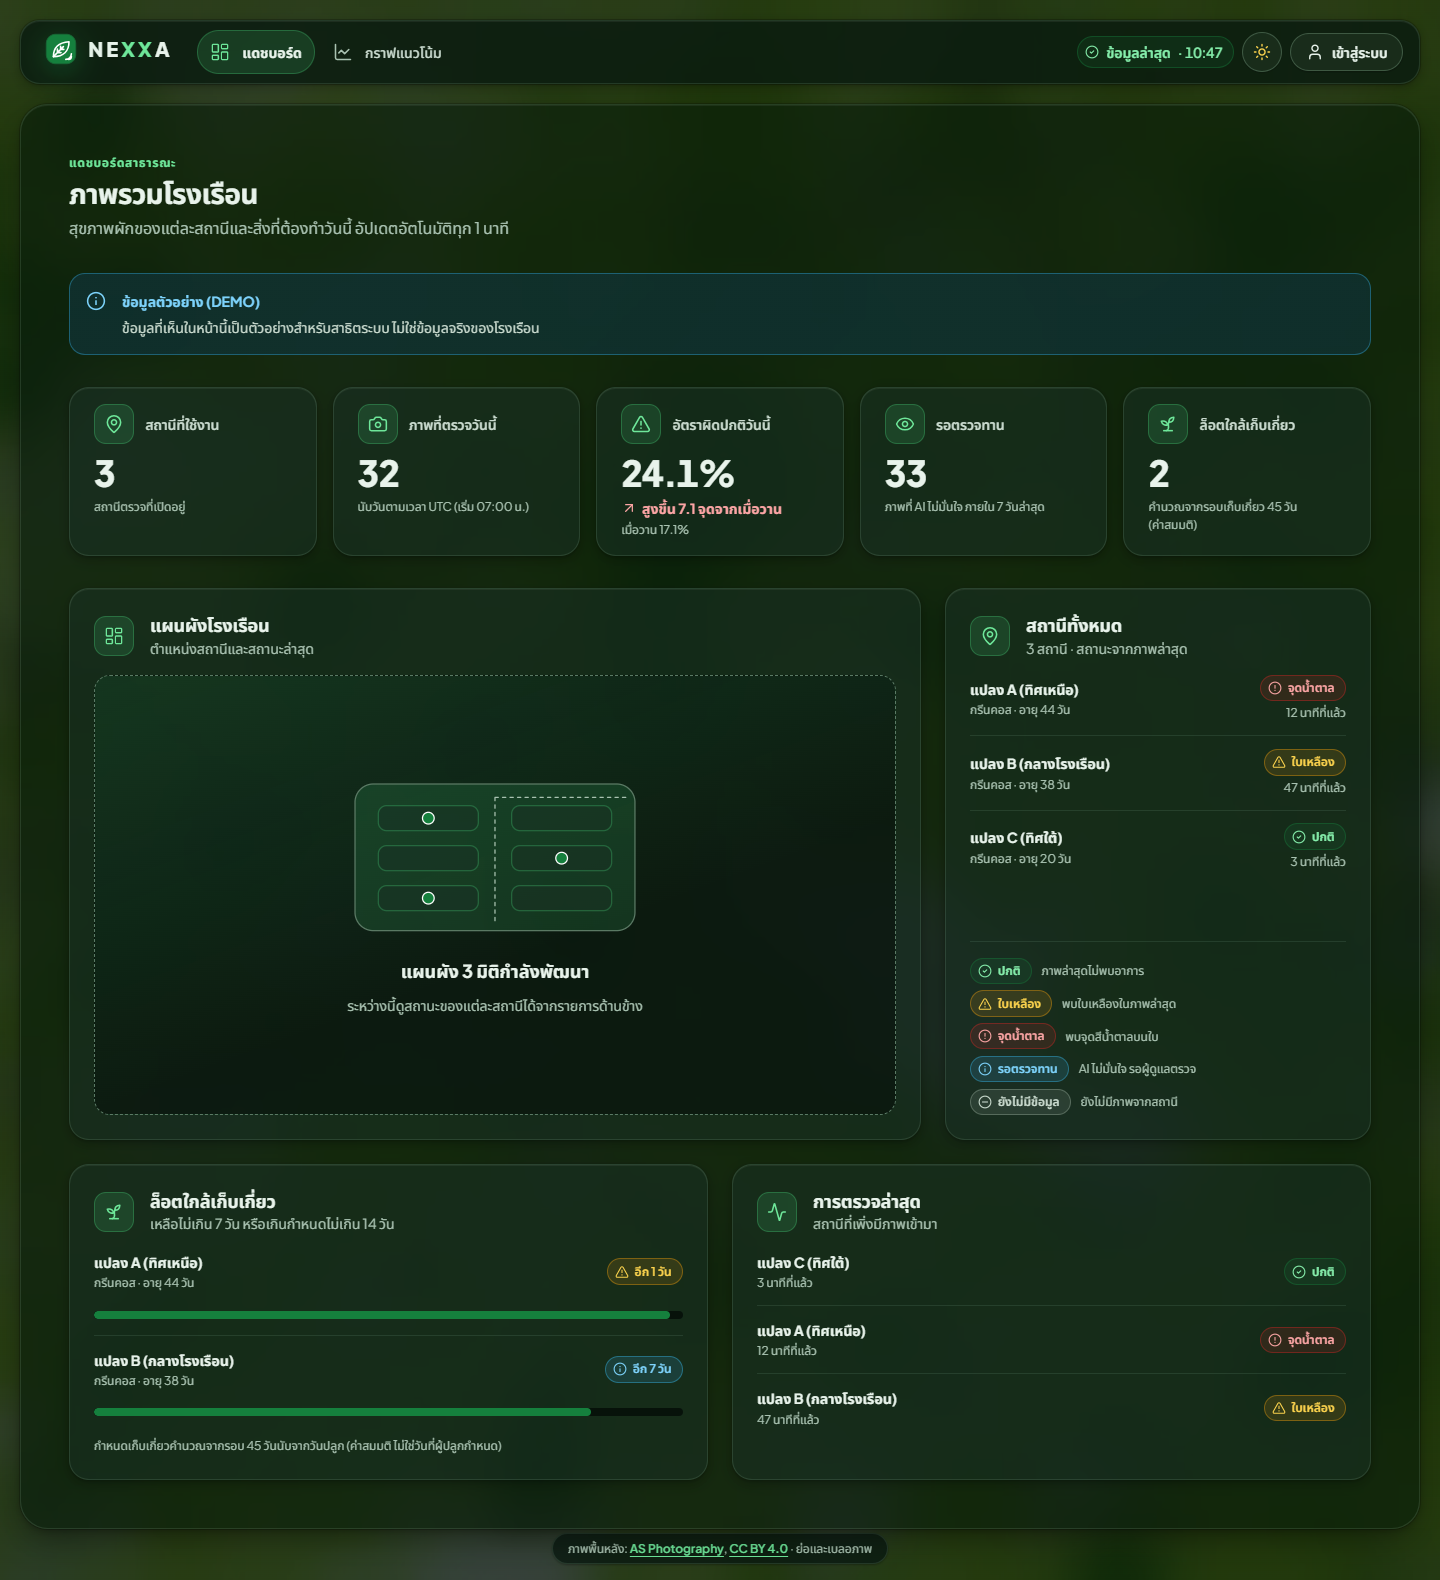 NEXXA
แดชบอร์ด
กราฟแนวโน้ม
ข้อมูลล่าสุด · 10:47
เข้าสู่ระบบ
แดชบอร์ดสาธารณะ
ภาพรวมโรงเรือน
สุขภาพผักของแต่ละสถานีและสิ่งที่ต้องทำวันนี้ อัปเดตอัตโนมัติทุก 1 นาที
ข้อมูลตัวอย่าง (DEMO)
ข้อมูลที่เห็นในหน้านี้เป็นตัวอย่างสำหรับสาธิตระบบ ไม่ใช่ข้อมูลจริงของโรงเรือน
สถานีที่ใช้งาน
3
สถานีตรวจที่เปิดอยู่
ภาพที่ตรวจวันนี้
32
นับวันตามเวลา UTC (เริ่ม 07:00 น.)
อัตราผิดปกติวันนี้
24.1%
สูงขึ้น 7.1 จุดจากเมื่อวาน
เมื่อวาน 17.1%
รอตรวจทาน
33
ภาพที่ AI ไม่มั่นใจ ภายใน 7 วันล่าสุด
ล็อตใกล้เก็บเกี่ยว
2
คำนวณจากรอบเก็บเกี่ยว 45 วัน
(ค่าสมมติ)
แผนผังโรงเรือน
ตำแหน่งสถานีและสถานะล่าสุด
แผนผัง 3 มิติกำลังพัฒนา
ระหว่างนี้ดูสถานะของแต่ละสถานีได้จากรายการด้านข้าง
สถานีทั้งหมด
3 สถานี · สถานะจากภาพล่าสุด
แปลง A (ทิศเหนือ)
กรีนคอส · อายุ 44 วัน
จุดน้ำตาล
12 นาทีที่แล้ว
แปลง B (กลางโรงเรือน)
กรีนคอส · อายุ 38 วัน
ใบเหลือง
47 นาทีที่แล้ว
แปลง C (ทิศใต้)
กรีนคอส · อายุ 20 วัน
ปกติ
3 นาทีที่แล้ว
ปกติ ภาพล่าสุดไม่พบอาการ
ใบเหลือง พบใบเหลืองในภาพล่าสุด
จุดน้ำตาล พบจุดสีน้ำตาลบนใบ
รอตรวจทาน AI ไม่มั่นใจ รอผู้ดูแลตรวจ
ยังไม่มีข้อมูล ยังไม่มีภาพจากสถานี
ล็อตใกล้เก็บเกี่ยว
เหลือไม่เกิน 7 วัน หรือเกินกำหนดไม่เกิน 14 วัน
แปลง A (ทิศเหนือ)
กรีนคอส · อายุ 44 วัน
อีก 1 วัน
แปลง B (กลางโรงเรือน)
กรีนคอส · อายุ 38 วัน
อีก 7 วัน
กำหนดเก็บเกี่ยวคำนวณจากรอบ 45 วันนับจากวันปลูก (ค่าสมมติ ไม่ใช่วันที่ผู้ปลูกกำหนด)
การตรวจล่าสุด
สถานีที่เพิ่งมีภาพเข้ามา
แปลง C (ทิศใต้)
3 นาทีที่แล้ว
ปกติ
แปลง A (ทิศเหนือ)
12 นาทีที่แล้ว
จุดน้ำตาล
แปลง B (กลางโรงเรือน)
47 นาทีที่แล้ว
ใบเหลือง
ภาพพื้นหลัง: AS Photography, CC BY 4.0 · ย่อและเบลอภาพ